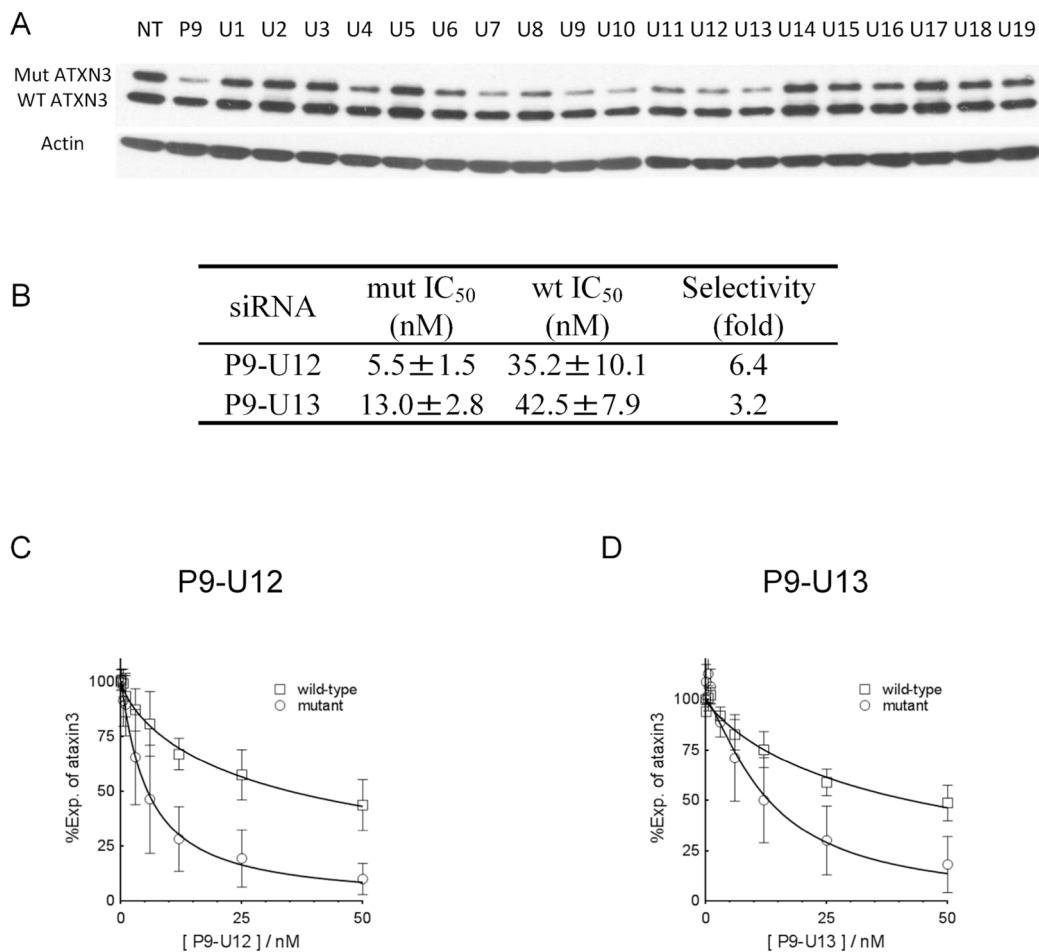 A
NT P9 U1 U2 U3 U4 U5 U6 U7 U8 U9 U10 U11 U12 U13 U14 U15 U16 U17 U18 U19
Mut ATXN3
WT ATXN3
Actin
B
siRNA mut IC50 (nM) wt IC50 (nM) Selectivity (fold)
P9-U12 5.5±1.5 35.2±10.1 6.4
P9-U13 13.0±2.8 42.5±7.9 3.2
C
P9-U12
%Exp. of ataxin3
100
75
50
25
0
wild-type
mutant
0 25 50
[ P9-U12 ] / nM
D
P9-U13
%Exp. of ataxin3
100
75
50
25
0
wild-type
mutant
0 25 50
[ P9-U13 ] / nM